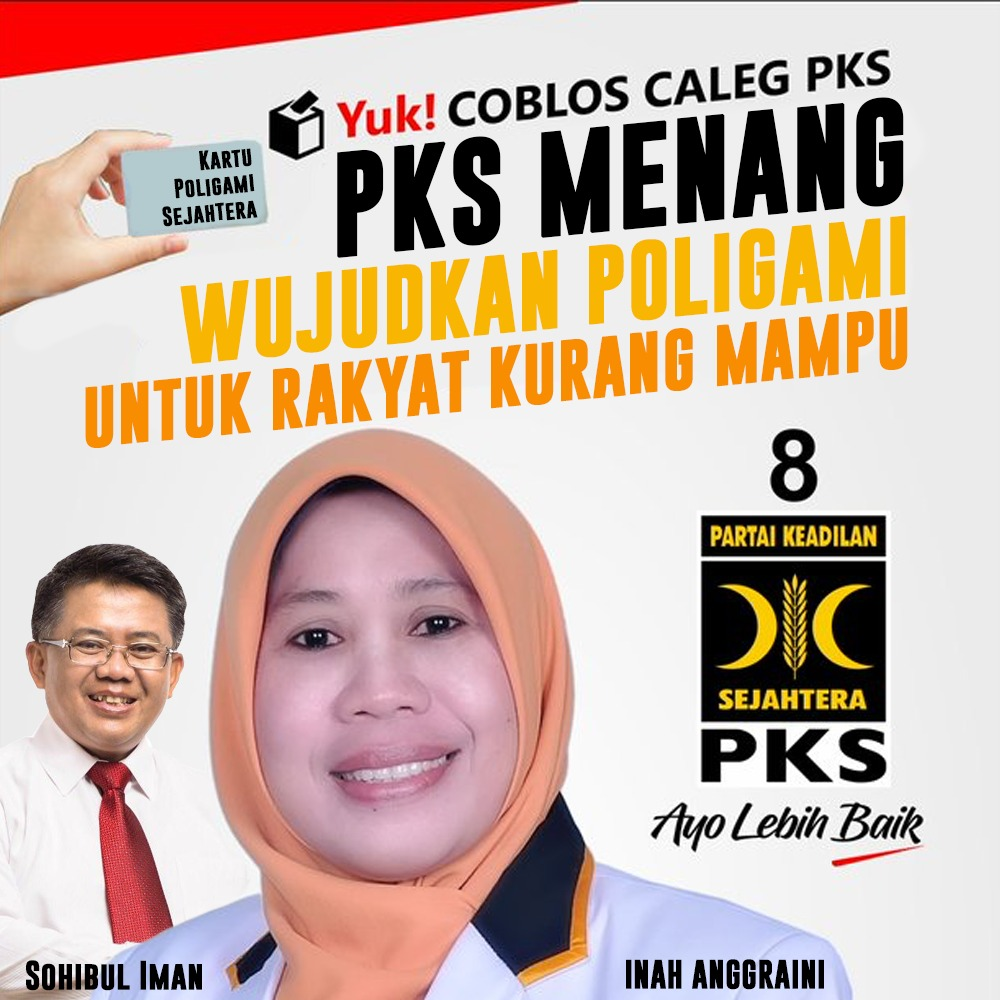 Yuk! COBLOS CALEG PKS
KARTU
POLIGAMI
SEJAHTERA
PKS MENANG
WUJUDKAN POLIGAMI
UNTUK RAKYAT KURANG MAMPU
8
PARTAI KEADILAN
SEJAHTERA
PKS
Ayo Lebih Baik
SOHIBUL IMAN
INAH ANGGRAINI